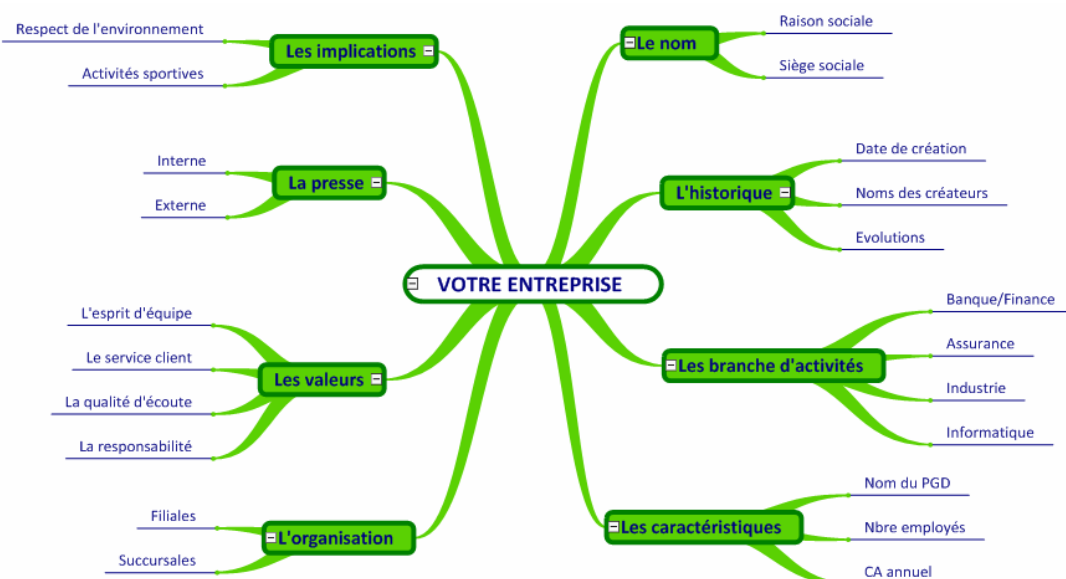 VOTRE ENTREPRISE
Le nom
Raison sociale
Siège sociale
L'historique
Date de création
Noms des créateurs
Evolutions
Les branche d'activités
Banque/Finance
Assurance
Industrie
Informatique
Les caractéristiques
Nom du PGD
Nbre employés
CA annuel
Les implications
Respect de l'environnement
Activités sportives
La presse
Interne
Externe
Les valeurs
L'esprit d'équipe
Le service client
La qualité d'écoute
La responsabilité
L'organisation
Filiales
Succursales